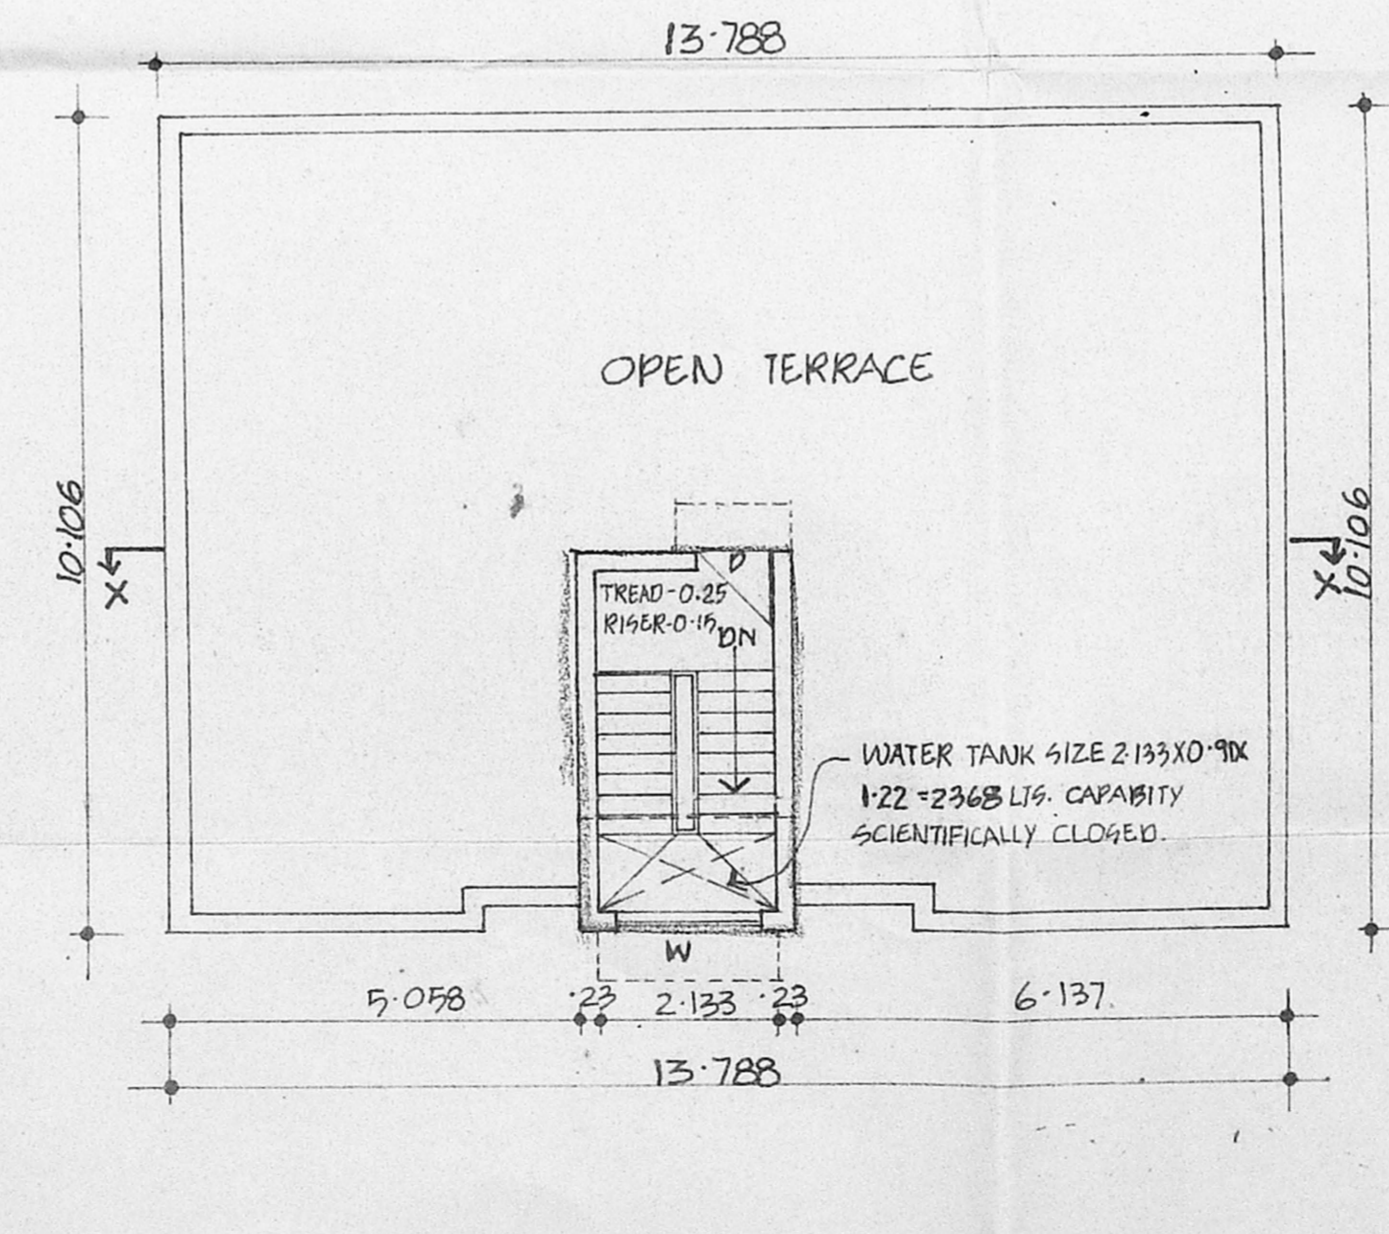 13·788
OPEN TERRACE
10·106
X
X
10·106
D
TREAD-0.25
RISER-0·15
DN
WATER TANK SIZE 2·133X0·91X
1·22 =2368 LTS. CAPABITY
SCIENTIFICALLY CLOSED.
W
5·058 ·23 2·133 ·23 6·137.
13·788